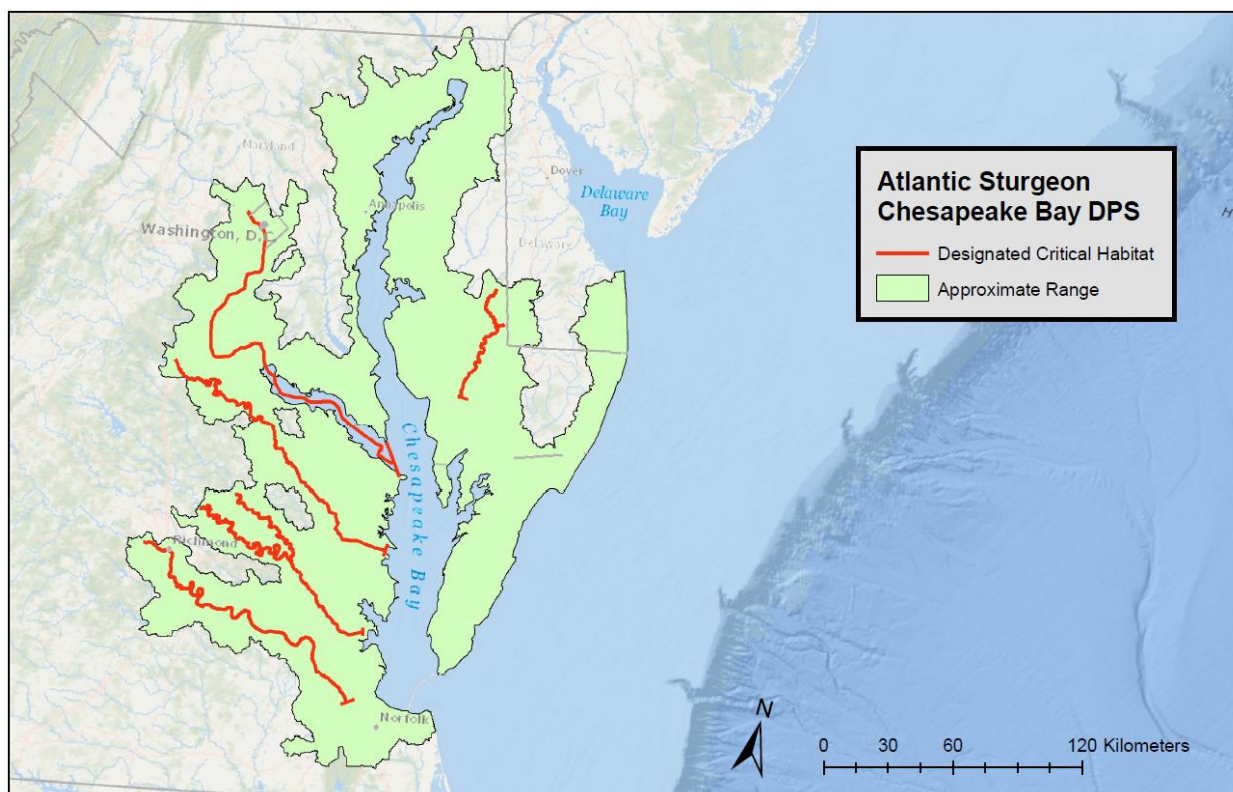 Maryland
Dover
Delaware
Bay
Annapolis
Washington, D.C.
Delaware
Chesapeake Bay
Richmond
Norfolk
Atlantic Sturgeon
Chesapeake Bay DPS
Designated Critical Habitat
Approximate Range
H
N
0 30 60 120 Kilometers